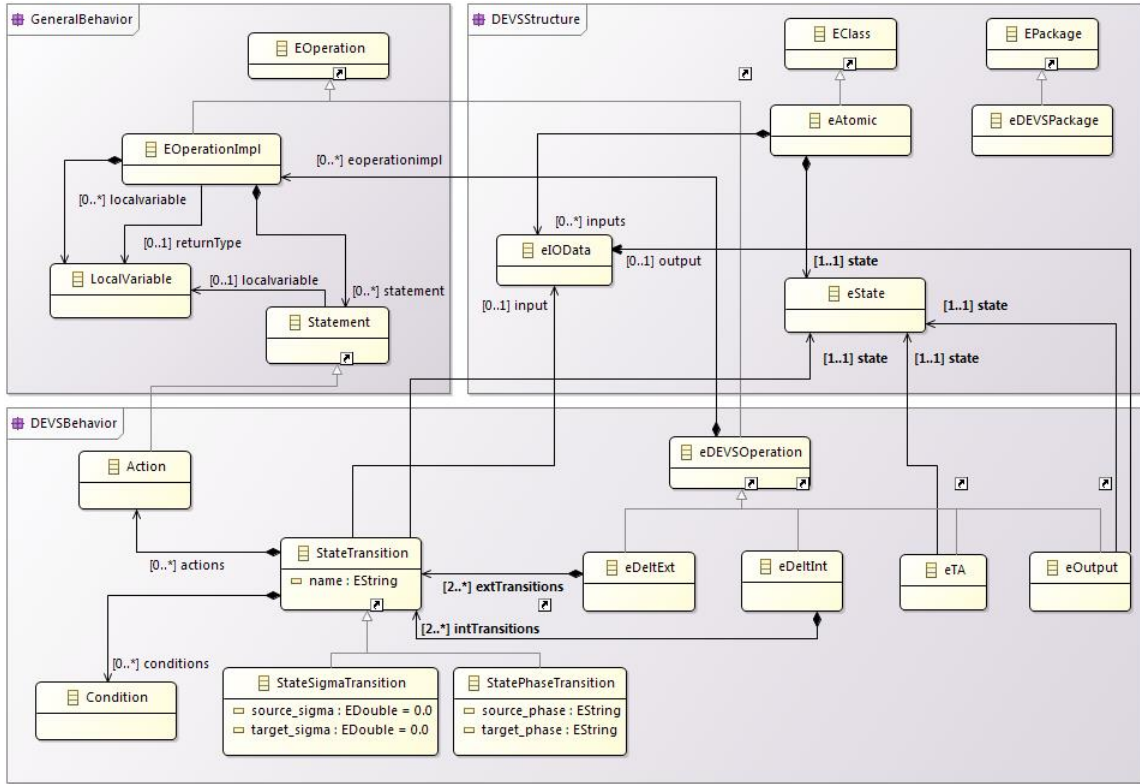 GeneralBehavior
EOperation
EOperationImpl
[0..*] eoperationimpl
[0..*] localvariable
[0..1] returnType
LocalVariable
[0..1] localvariable
[0..*] statement
Statement
DEVSStructure
EClass
EPackage
eAtomic
eDEVSPackage
[0..*] inputs
eIOData
[0..1] output
[0..1] input
[1..1] state
eState
[1..1] state
[1..1] state
[1..1] state
DEVSBehavior
Action
eDEVSOperation
[0..*] actions
StateTransition
name : EString
[2..*] extTransitions
eDeltExt
eDeltInt
eTA
eOutput
[2..*] intTransitions
[0..*] conditions
Condition
StateSigmaTransition
source_sigma : EDouble = 0.0
target_sigma : EDouble = 0.0
StatePhaseTransition
source_phase : EString
target_phase : EString